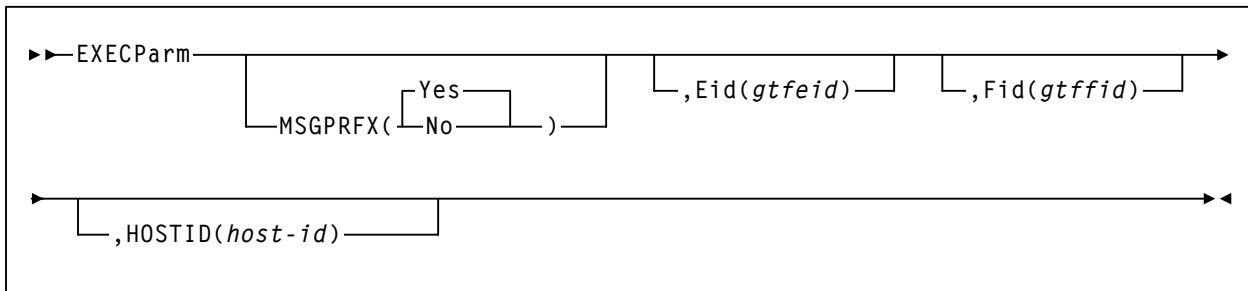 EXECParm
Yes
,Eid(gtfeid)
,Fid(gtffid)
MSGPRFX(
No
)
,HOSTID(host-id)